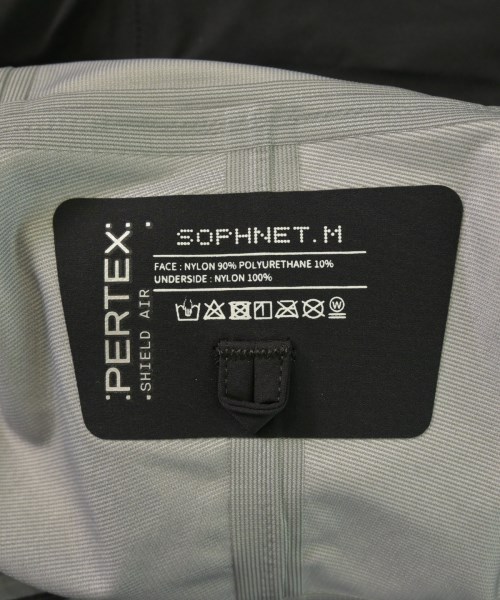 SOPHNET.M
FACE : NYLON 90% POLYURETHANE 10%
UNDERSIDE : NYLON 100%
W
PERTEX
SHIELD AIR